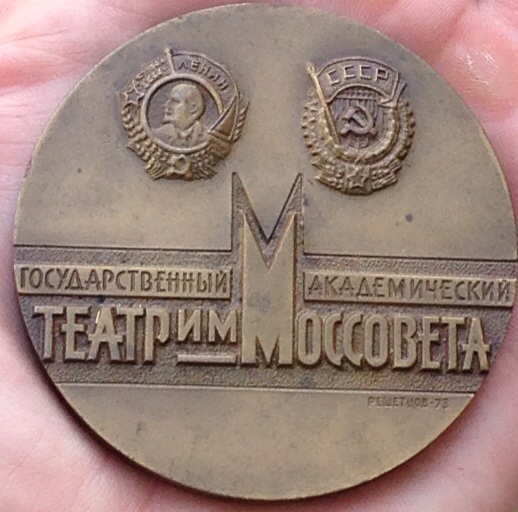 ЛЕНИН
СССР
ГОСУДАРСТВЕННЫЙ АКАДЕМИЧЕСКИЙ
ТЕАТР ИМ МОССОВЕТА
РЕШЕТНОВ-73